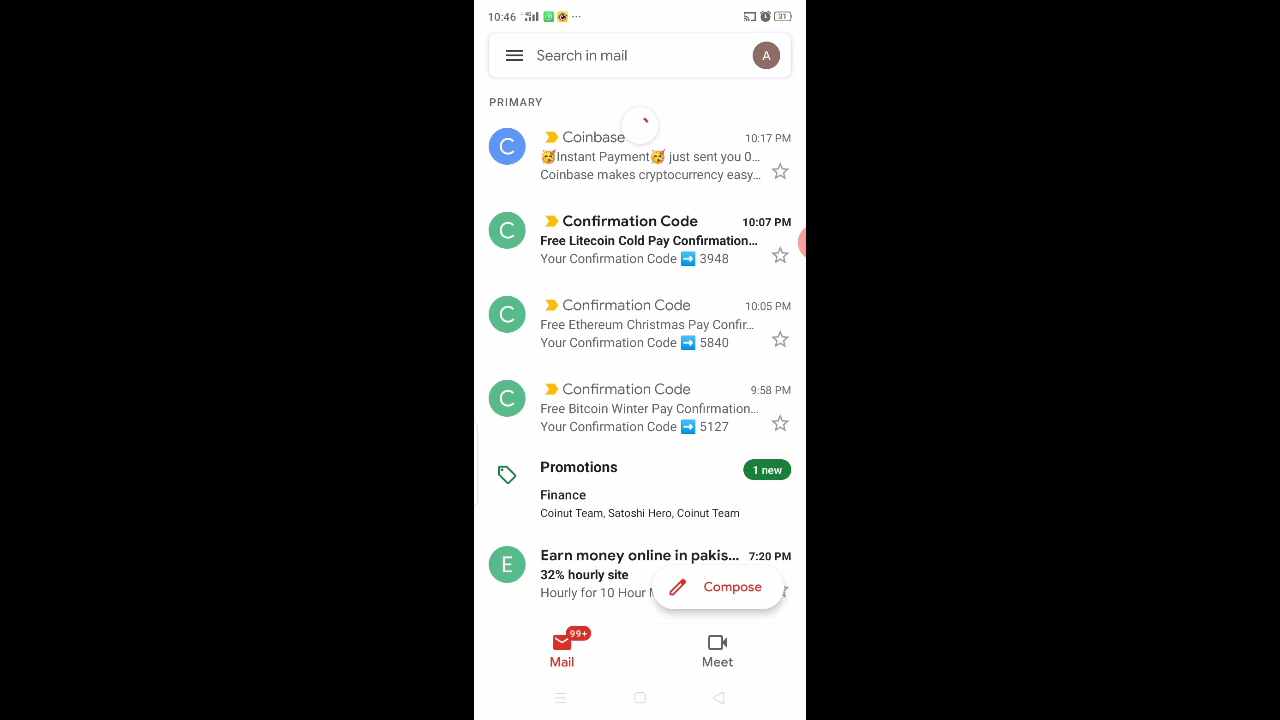 10:46 4G ... 31
Search in mail A
PRIMARY
C Coinbase 10:17 PM
🥳Instant Payment🥳 just sent you 0...
Coinbase makes cryptocurrency easy...
C Confirmation Code 10:07 PM
Free Litecoin Cold Pay Confirmation...
Your Confirmation Code ➡️ 3948
C Confirmation Code 10:05 PM
Free Ethereum Christmas Pay Confir...
Your Confirmation Code ➡️ 5840
C Confirmation Code 9:58 PM
Free Bitcoin Winter Pay Confirmation...
Your Confirmation Code ➡️ 5127
Promotions 1 new
Finance
Coinut Team, Satoshi Hero, Coinut Team
E Earn money online in pakis... 7:20 PM
32% hourly site
Hourly for 10 Hour
Compose
99+
Mail Meet